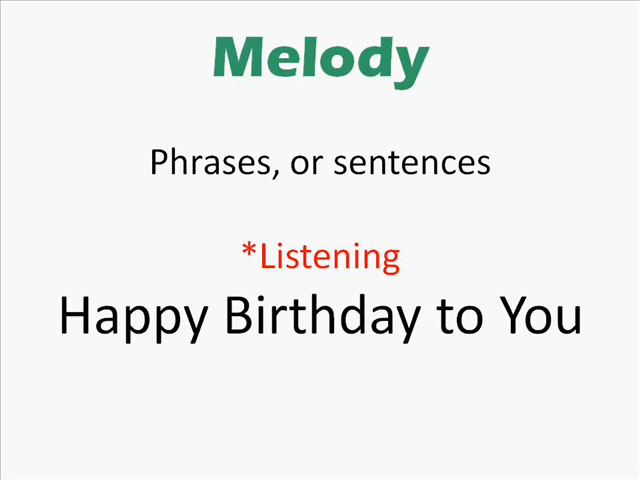 Melody
Phrases, or sentences
*Listening
Happy Birthday to You